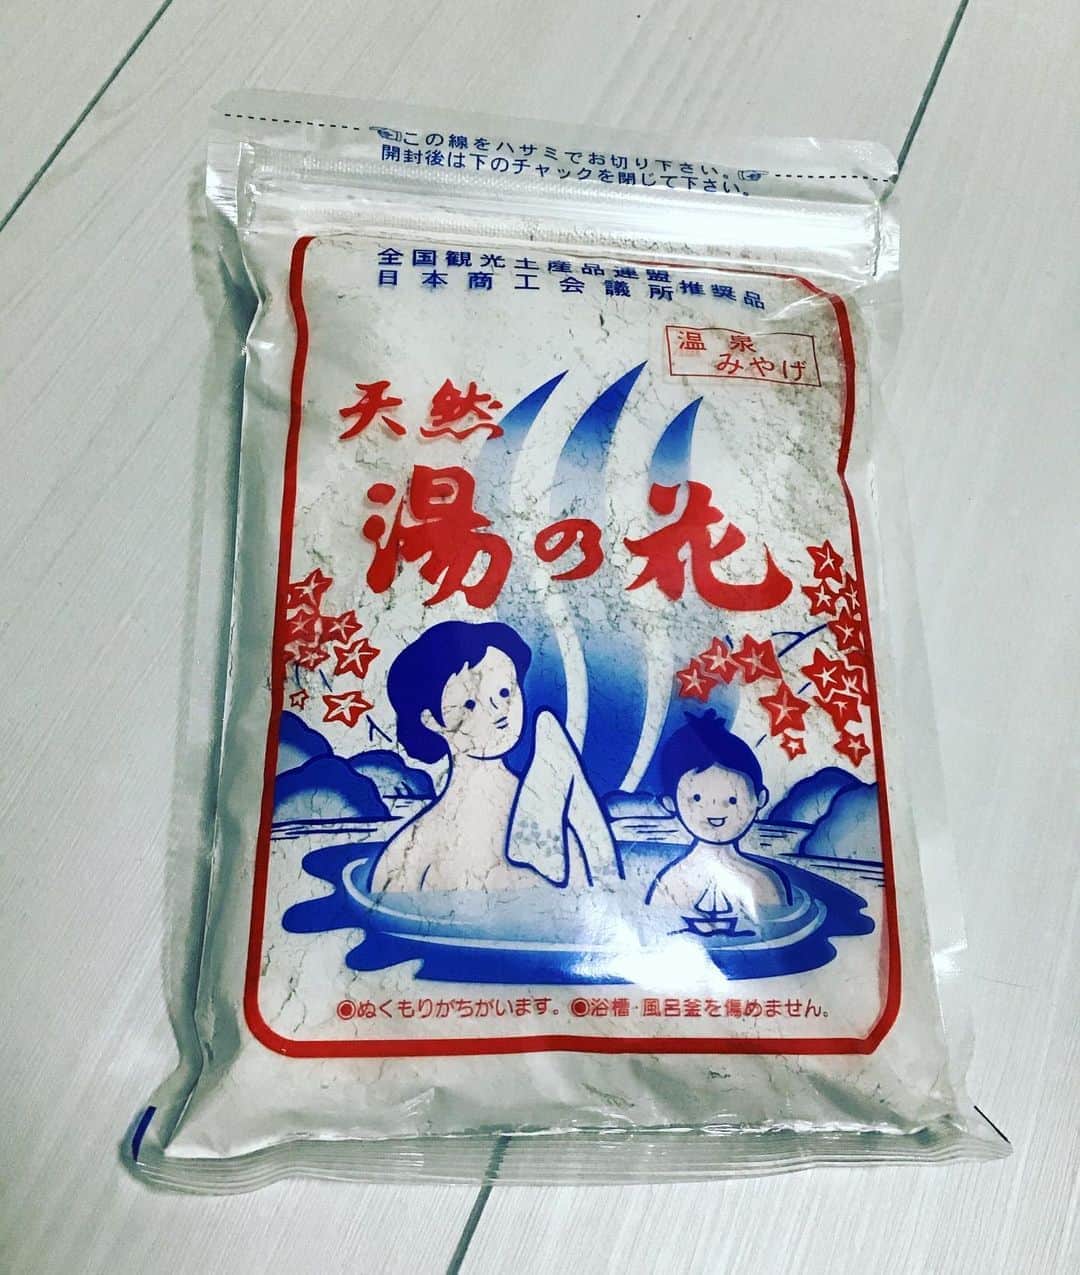 この線をハサミでお切り下さい。
開封後は下のチャックを閉じて下さい。
全国観光土産品連盟推奨品
日本商工会議所
温泉
みやげ
天然
湯の花
◉ぬくもりがちがいます。◉浴槽・風呂釜を傷めません。